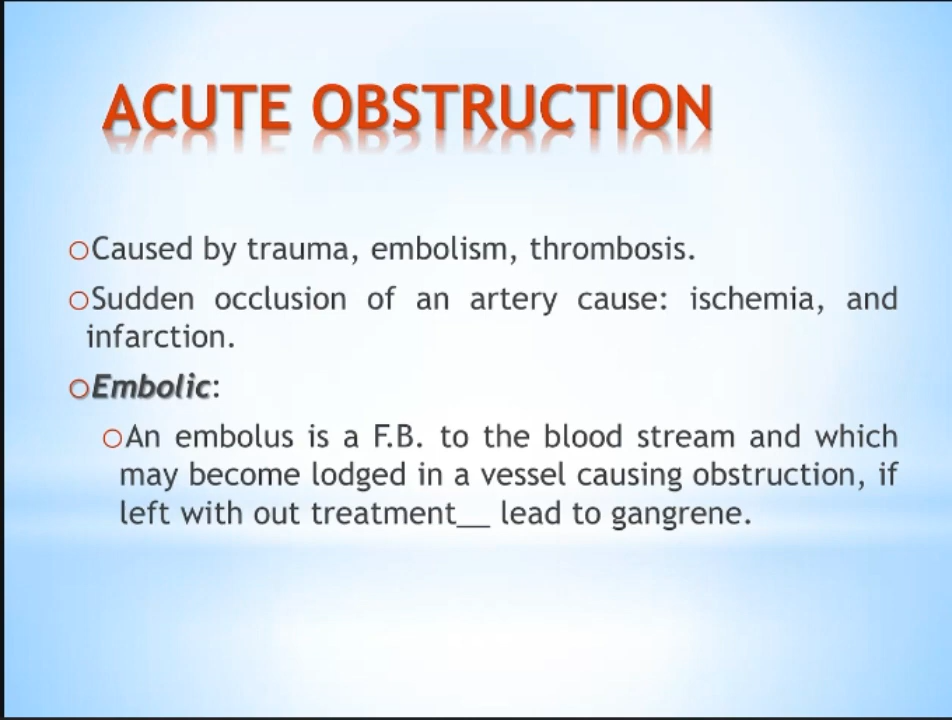 ACUTE OBSTRUCTION
Caused by trauma, embolism, thrombosis.
Sudden occlusion of an artery cause: ischemia, and
infarction.
Embolic:
An embolus is a F.B. to the blood stream and which
may become lodged in a vessel causing obstruction, if
left with out treatment__ lead to gangrene.